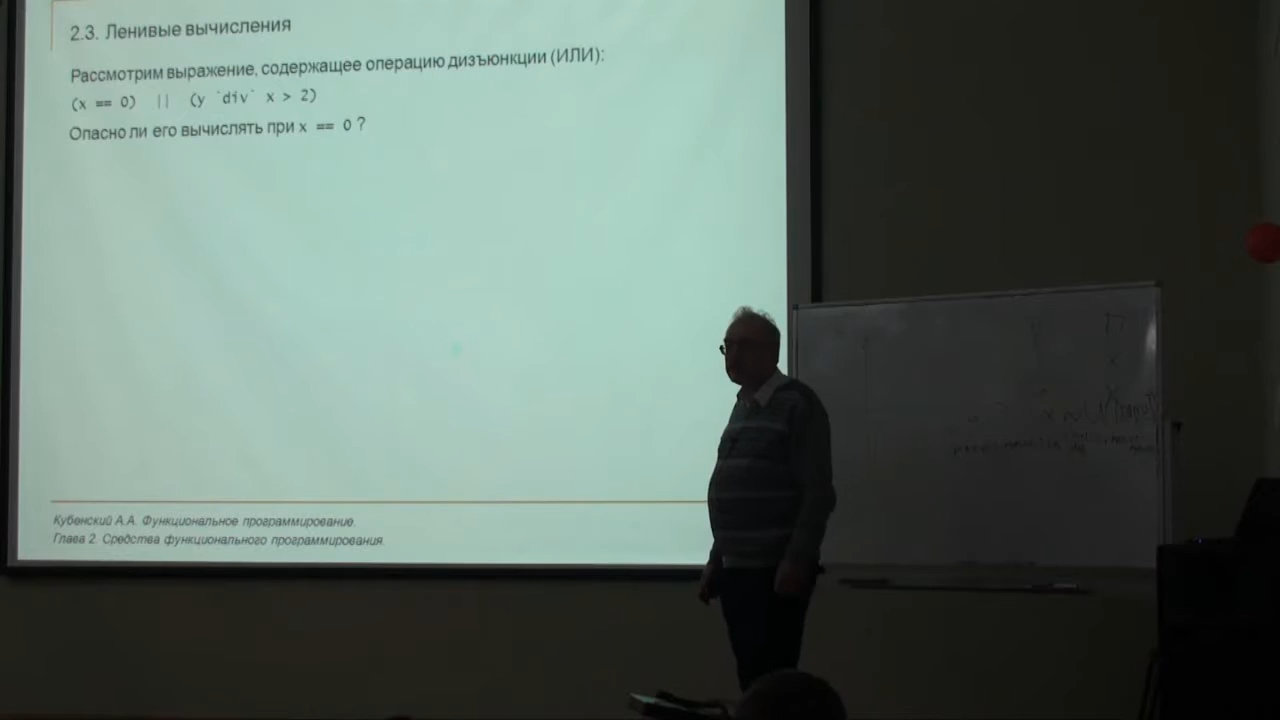 2.3. Ленивые вычисления
Рассмотрим выражение, содержащее операцию дизъюнкции (ИЛИ):
(x == 0) || (y `div` x > 2)
Опасно ли его вычислять при x == 0 ?
Кубенский А.А. Функциональное программирование.
Глава 2. Средства функционального программирования.